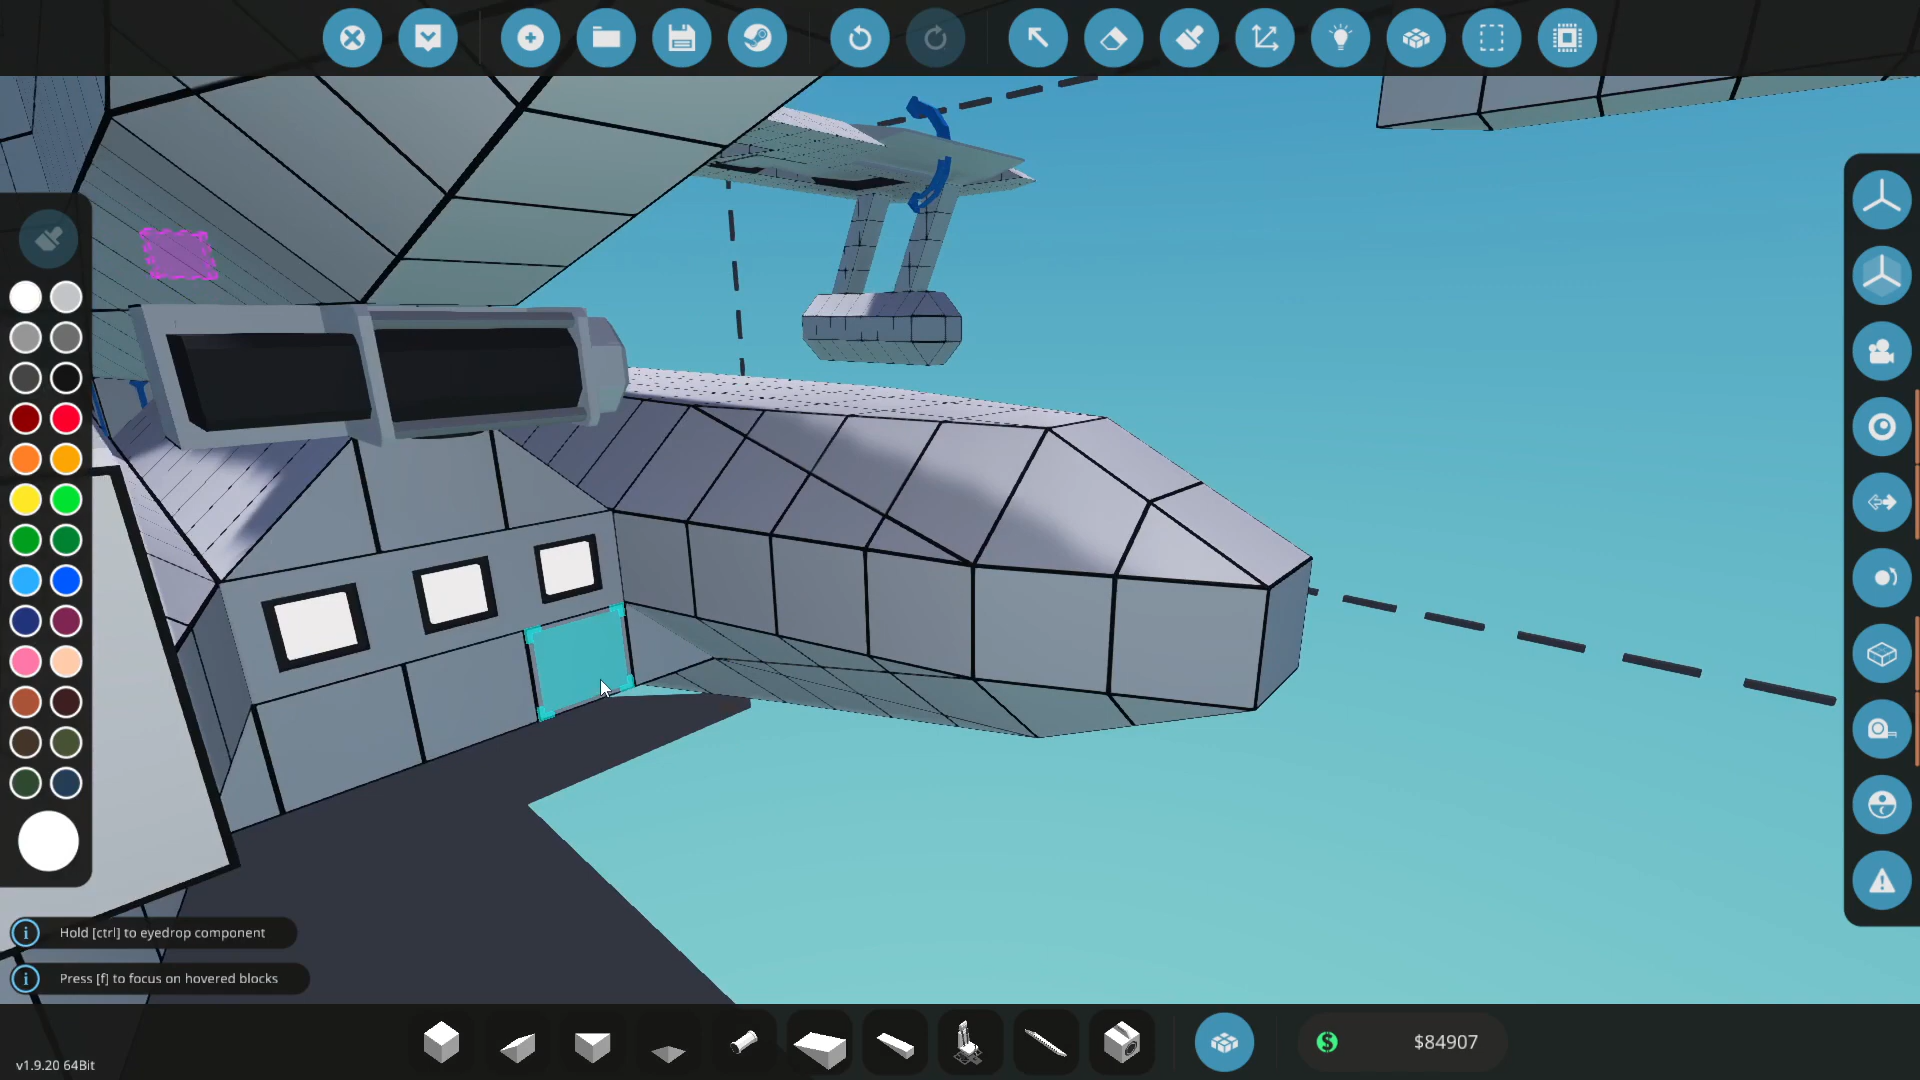 Hold [ctrl] to eyedrop component
Press [f] to focus on hovered blocks
$84907
v1.9.20 64Bit